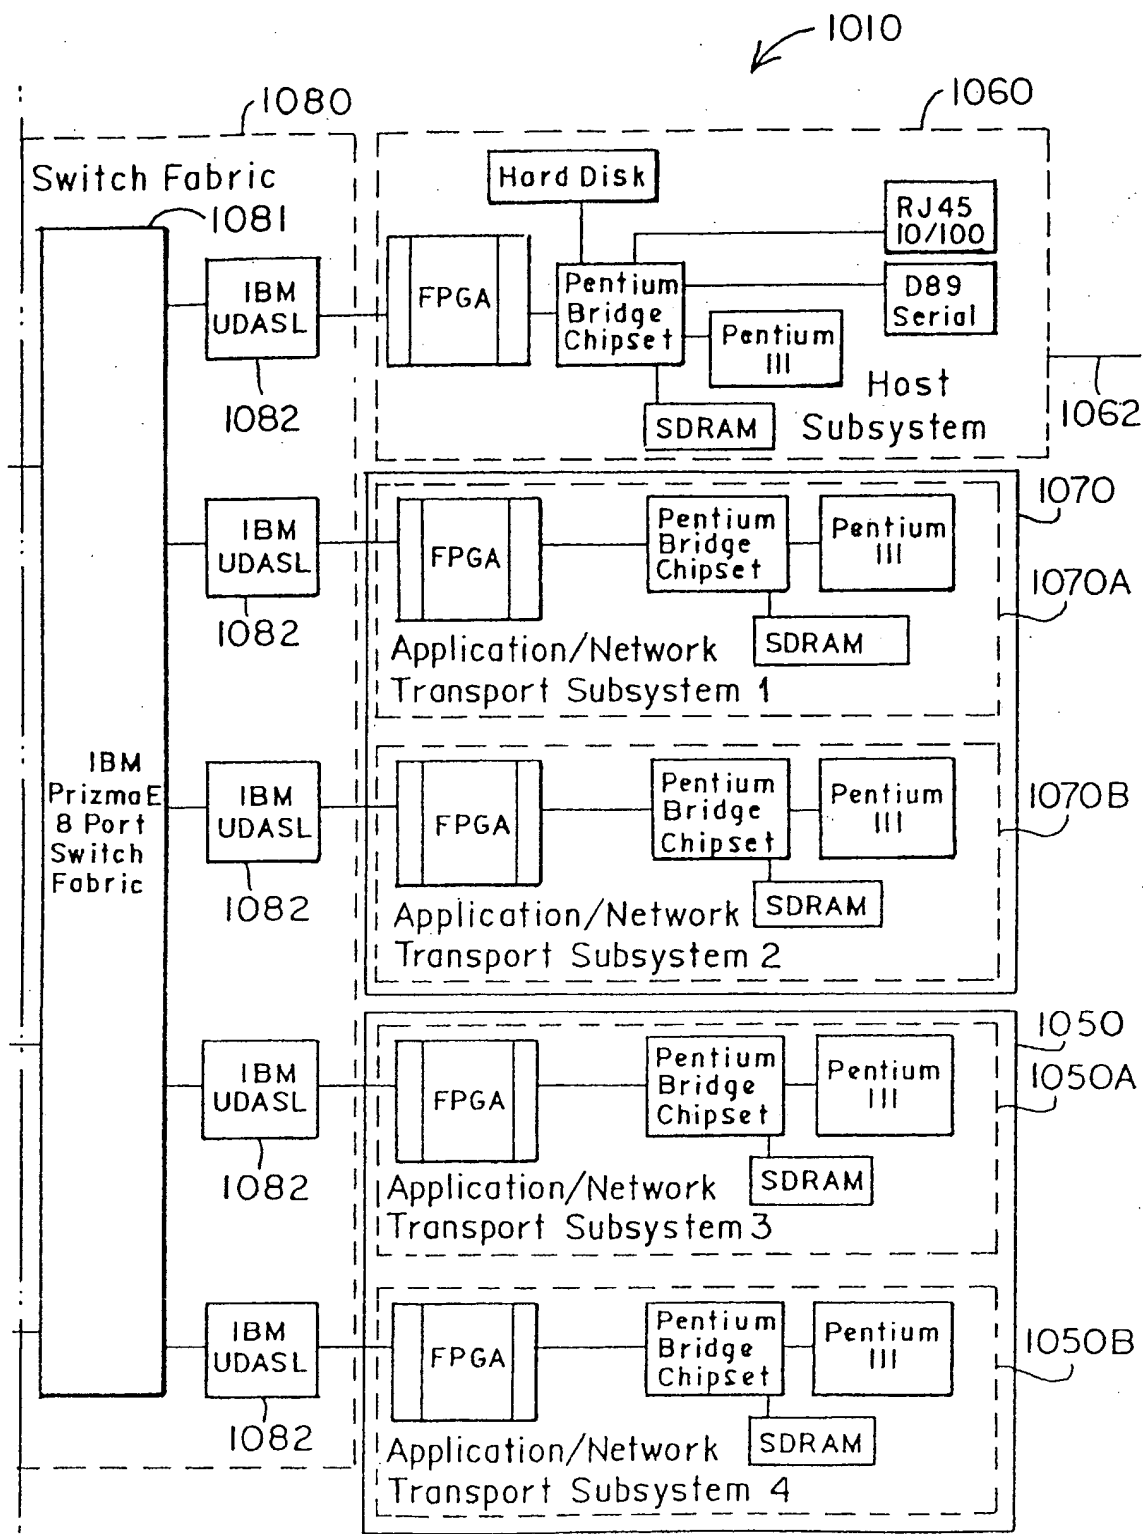 1010
1080
1060
Switch Fabric
1081
Hard Disk
RJ45
10/100
IBM
UDASL
FPGA
Pentium
Bridge
Chipset
D89
Serial
Pentium
III
1082
SDRAM
Host
Subsystem
1062
IBM
UDASL
1082
FPGA
Pentium
Bridge
Chipset
Pentium
III
SDRAM
Application/Network
Transport Subsystem 1
1070
1070A
IBM
PrizmaE
8 Port
Switch
Fabric
IBM
UDASL
1082
FPGA
Pentium
Bridge
Chipset
Pentium
III
SDRAM
Application/Network
Transport Subsystem 2
1070B
IBM
UDASL
1082
FPGA
Pentium
Bridge
Chipset
Pentium
III
SDRAM
Application/Network
Transport Subsystem 3
1050
1050A
IBM
UDASL
1082
FPGA
Pentium
Bridge
Chipset
Pentium
III
SDRAM
Application/Network
Transport Subsystem 4
1050B